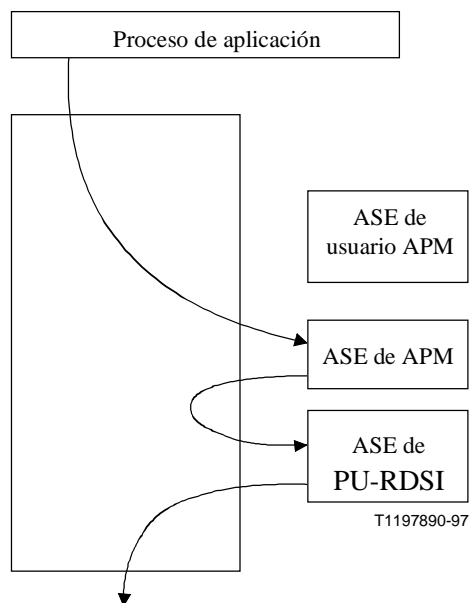 Proceso de aplicación
ASE de
usuario APM
ASE de APM
ASE de
PU-RDSI
T1197890-97